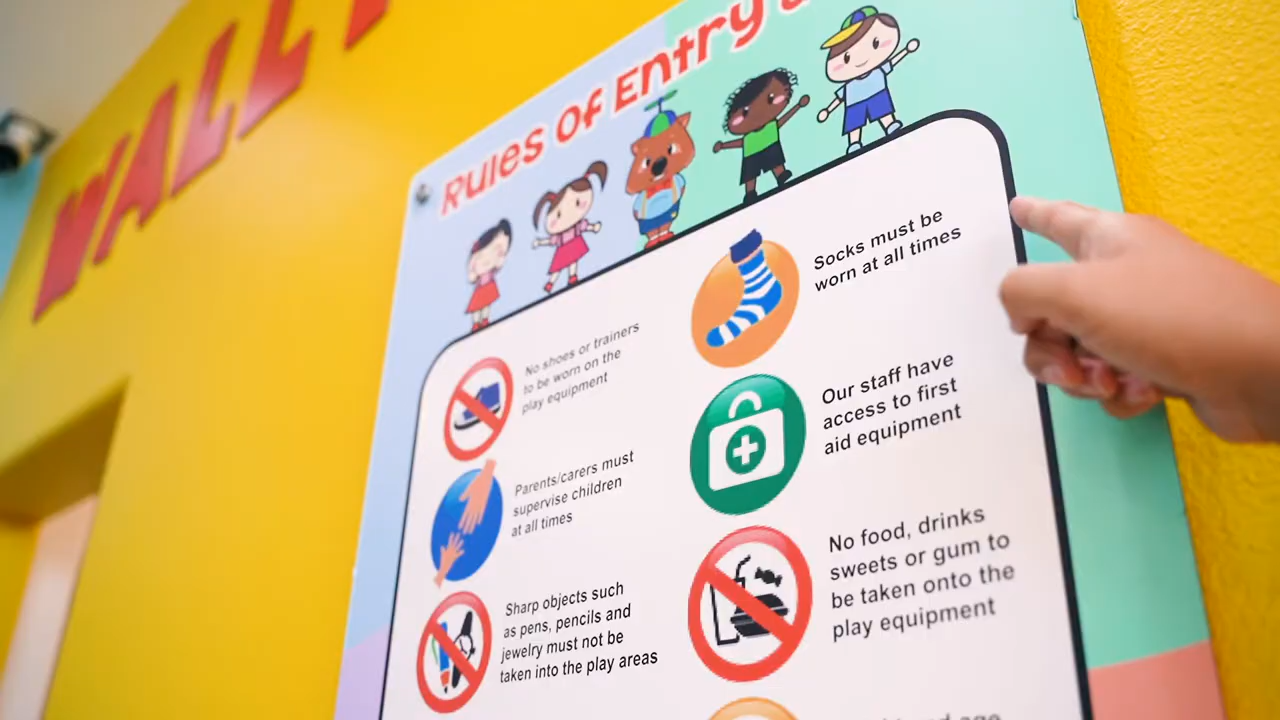 WALL
Rules of Entry
No shoes or trainers
to be worn on the
play equipment
Parents/carers must
supervise children
at all times
Sharp objects such
as pens, pencils and
jewelry must not be
taken into the play areas
Socks must be
worn at all times
Our staff have
access to first
aid equipment
No food, drinks
sweets or gum to
be taken onto the
play equipment